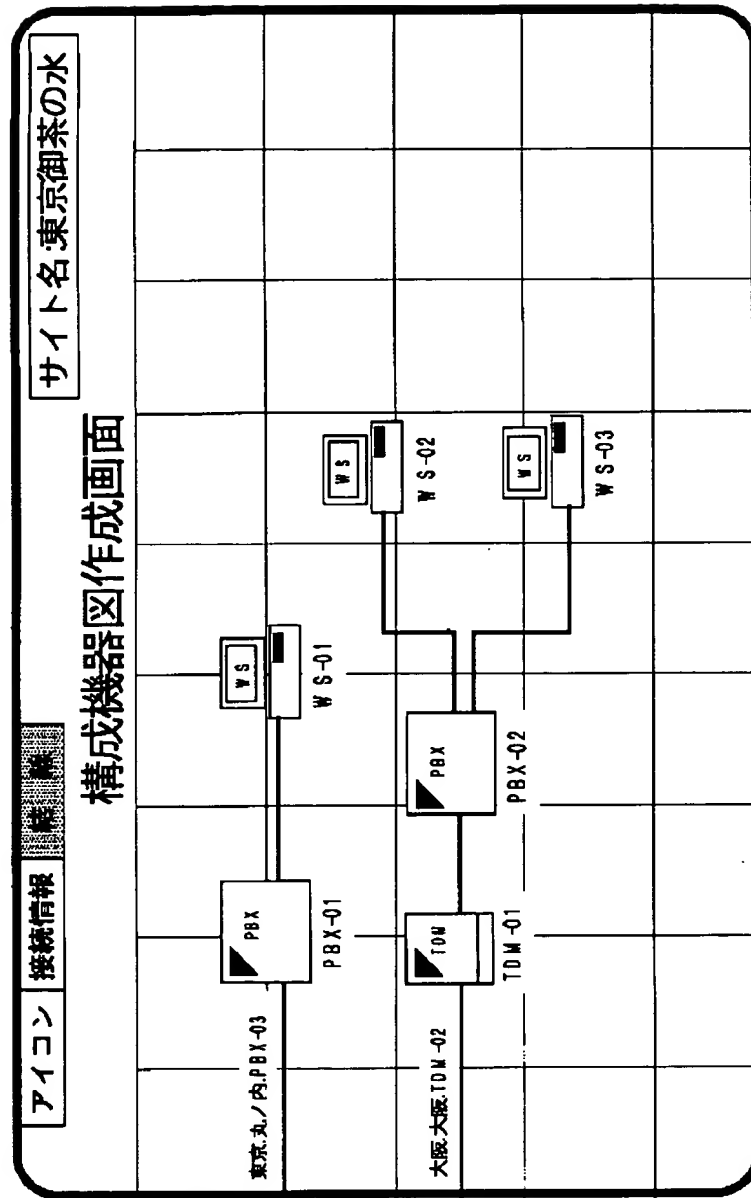 アイコン
接続情報
結線
サイト名:東京御茶の水
構成機器図作成画面
東京.丸ノ内.PBX-03
PBX
PBX-01
WS
WS-01
大阪.大阪.TDM-02
TDM
TDM-01
PBX
PBX-02
WS
WS-02
WS
WS-03